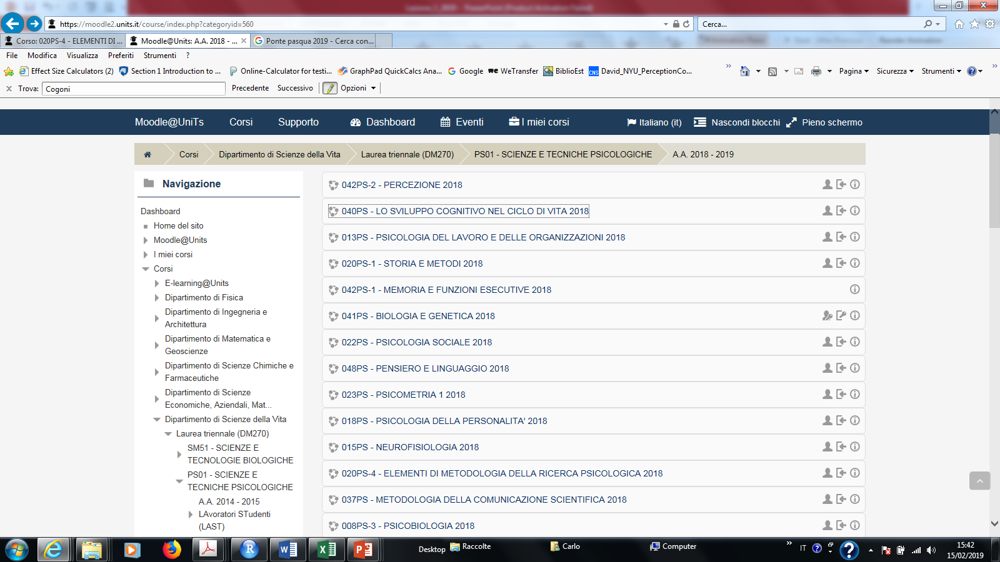 https://moodle2.units.it/course/index.php?categoryid=560
Cerca...
Corso: 020PS-4 - ELEMENTI DI ...
Moodle@Units: A.A. 2018 - ...
Ponte pasqua 2019 - Cerca con...
File Modifica Visualizza Preferiti Strumenti ?
Effect Size Calculators (2) Section 1 Introduction to ... Online-Calculator for testi... GraphPad QuickCalcs Ana... Google WeTransfer BiblioEst David_NYU_PerceptionCo... Pagina Sicurezza Strumenti
Trova: Cogoni Precedente Successivo Opzioni
Moodle@UniTs Corsi Supporto Dashboard Eventi I miei corsi Italiano (it) Nascondi blocchi Pieno schermo
Corsi Dipartimento di Scienze della Vita Laurea triennale (DM270) PS01 - SCIENZE E TECNICHE PSICOLOGICHE A.A. 2018 - 2019
Navigazione
Dashboard
Home del sito
Moodle@Units
I miei corsi
Corsi
E-learning@Units
Dipartimento di Fisica
Dipartimento di Ingegneria e
Architettura
Dipartimento di Matematica e
Geoscienze
Dipartimento di Scienze Chimiche e
Farmaceutiche
Dipartimento di Scienze
Economiche, Aziendali, Mat...
Dipartimento di Scienze della Vita
Laurea triennale (DM270)
SM51 - SCIENZE E
TECNOLOGIE BIOLOGICHE
PS01 - SCIENZE E
TECNICHE PSICOLOGICHE
A.A. 2014 - 2015
LAvoratori STudenti
(LAST)
042PS-2 - PERCEZIONE 2018
040PS - LO SVILUPPO COGNITIVO NEL CICLO DI VITA 2018
013PS - PSICOLOGIA DEL LAVORO E DELLE ORGANIZZAZIONI 2018
020PS-1 - STORIA E METODI 2018
042PS-1 - MEMORIA E FUNZIONI ESECUTIVE 2018
041PS - BIOLOGIA E GENETICA 2018
022PS - PSICOLOGIA SOCIALE 2018
048PS - PENSIERO E LINGUAGGIO 2018
023PS - PSICOMETRIA 1 2018
018PS - PSICOLOGIA DELLA PERSONALITA' 2018
015PS - NEUROFISIOLOGIA 2018
020PS-4 - ELEMENTI DI METODOLOGIA DELLA RICERCA PSICOLOGICA 2018
037PS - METODOLOGIA DELLA COMUNICAZIONE SCIENTIFICA 2018
008PS-3 - PSICOBIOLOGIA 2018
Desktop Raccolte Carlo Computer IT 15:42
15/02/2019